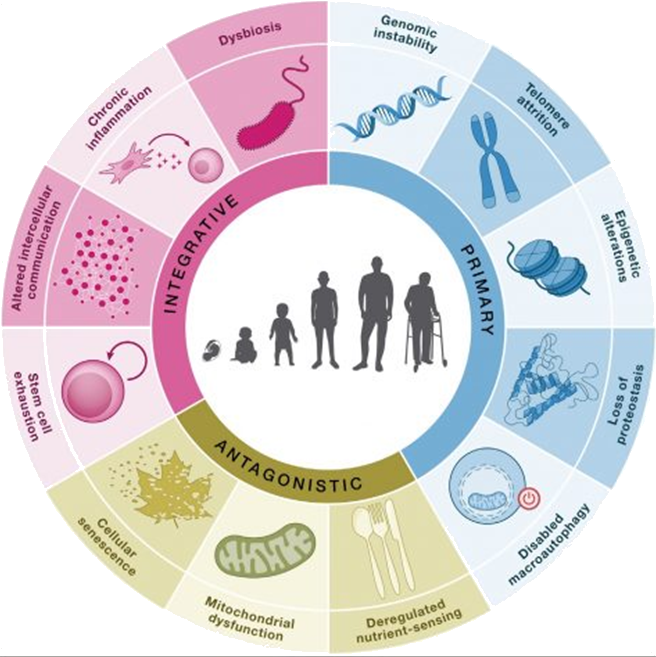 Dysbiosis
Genomic
instability
Telomere
attrition
Epigenetic
alterations
Loss of
proteostasis
Disabled
macroautophagy
Deregulated
nutrient-sensing
Mitochondrial
dysfunction
Cellular
senescence
Stem cell
exhaustion
Altered intercellular
communication
Chronic
inflammation
INTEGRATIVE
PRIMARY
ANTAGONISTIC